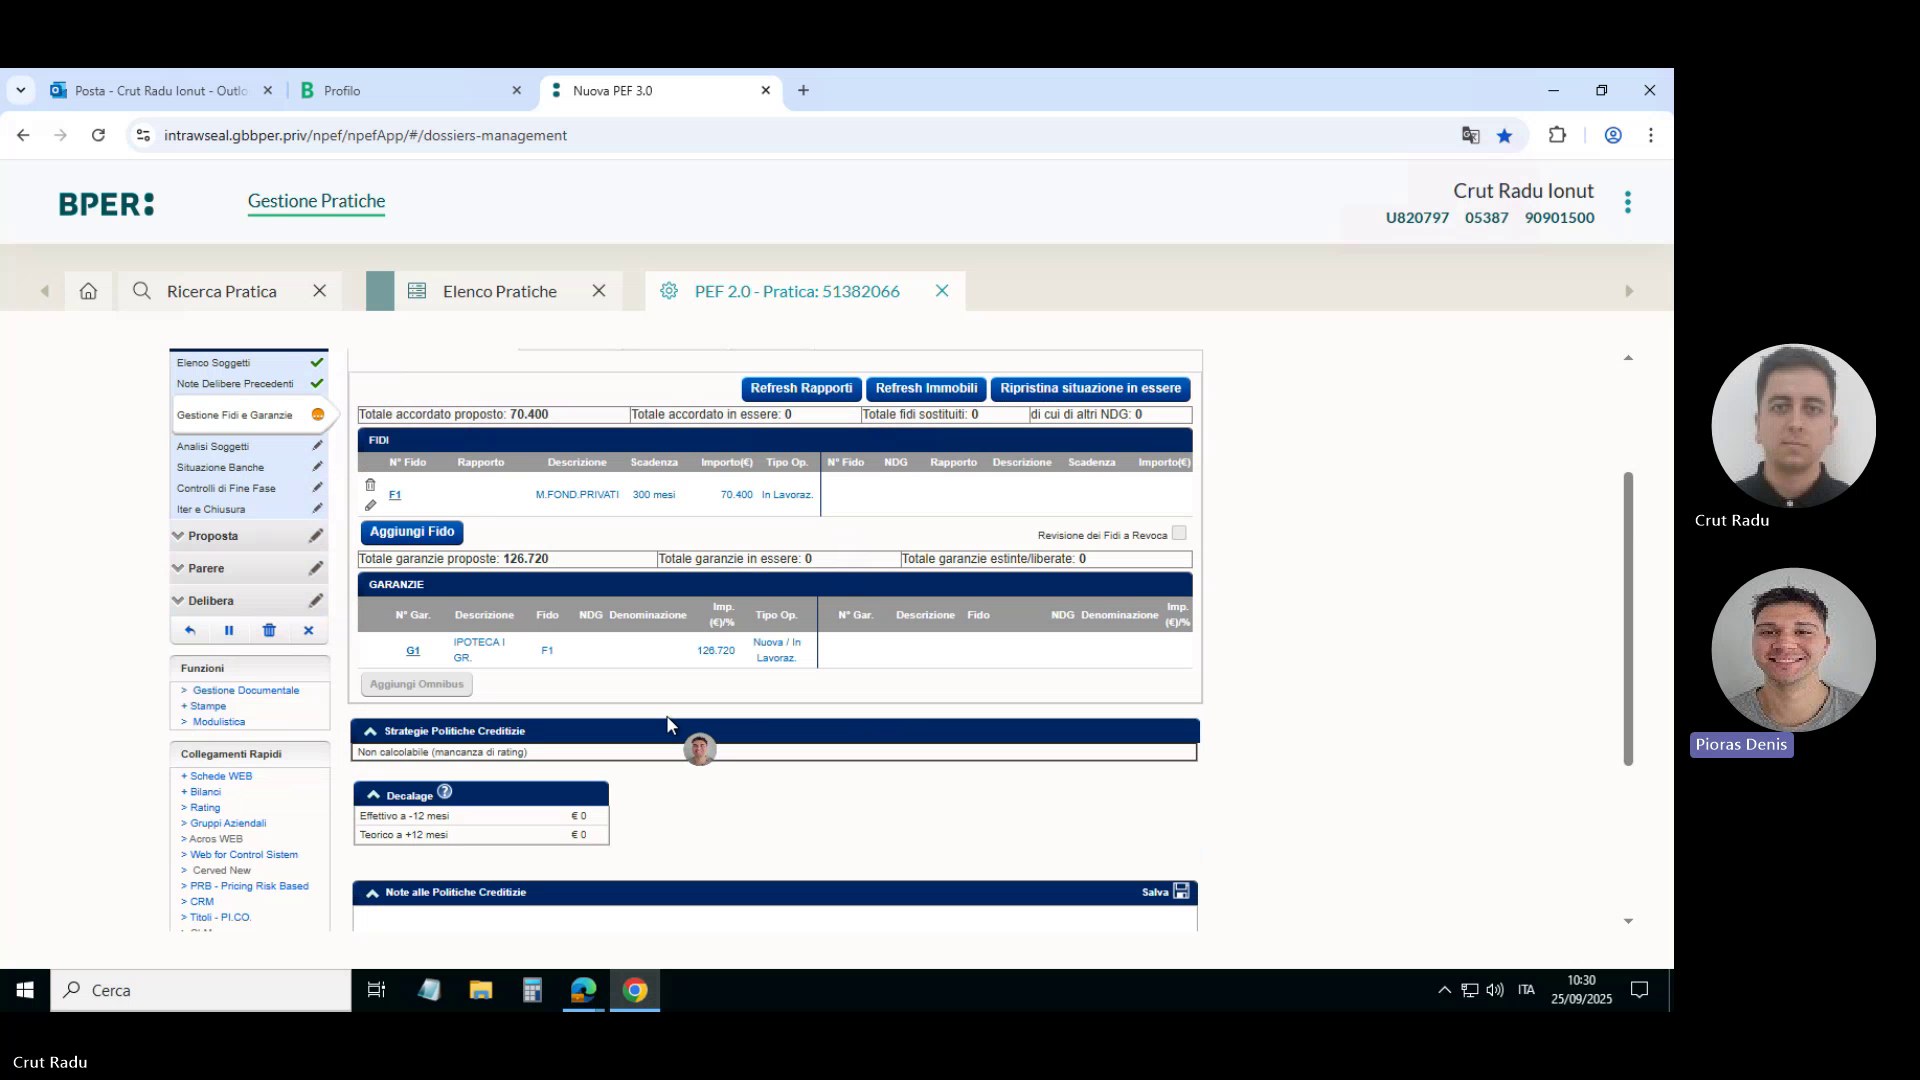 Posta - Crut Radu Ionut - Outlo
Profilo
Nuova PEF 3.0
intrawseal.gbbper.priv/npef/npefApp/#/dossiers-management
BPER:
Gestione Pratiche
Crut Radu Ionut
U820797 05387 90901500
Ricerca Pratica
Elenco Pratiche
PEF 2.0 - Pratica: 51382066
Elenco Soggetti
Note Delibere Precedenti
Gestione Fidi e Garanzie
Analisi Soggetti
Situazione Banche
Controlli di Fine Fase
Iter e Chiusura
Proposta
Parere
Delibera
Funzioni
> Gestione Documentale
+ Stampe
> Modulistica
Collegamenti Rapidi
+ Schede WEB
+ Bilanci
> Rating
> Gruppi Aziendali
> Acros WEB
> Web for Control Sistem
> Cerved New
> PRB - Pricing Risk Based
> CRM
> Titoli - PI.CO.
Refresh Rapporti Refresh Immobili Ripristina situazione in essere
Totale accordato proposto: 70.400 Totale accordato in essere: 0 Totale fidi sostituiti: 0 di cui di altri NDG: 0
FIDI
N° Fido Rapporto Descrizione Scadenza Importo(€) Tipo Op. N° Fido NDG Rapporto Descrizione Scadenza Importo(€)
F1 M.FOND.PRIVATI 300 mesi 70.400 In Lavoraz.
Aggiungi Fido
Revisione dei Fidi a Revoca
Totale garanzie proposte: 126.720 Totale garanzie in essere: 0 Totale garanzie estinte/liberate: 0
GARANZIE
N° Gar. Descrizione Fido NDG Denominazione Imp. (€)/% Tipo Op. N° Gar. Descrizione Fido NDG Denominazione Imp. (€)/%
G1 IPOTECA I GR. F1 126.720 Nuova / In Lavoraz.
Aggiungi Omnibus
Strategie Politiche Creditizie
Non calcolabile (mancanza di rating)
Decalage ?
Effettivo a -12 mesi € 0
Teorico a +12 mesi € 0
Note alle Politiche Creditizie
Salva
Crut Radu
Pioras Denis
Cerca
ITA
10:30
25/09/2025
Crut Radu